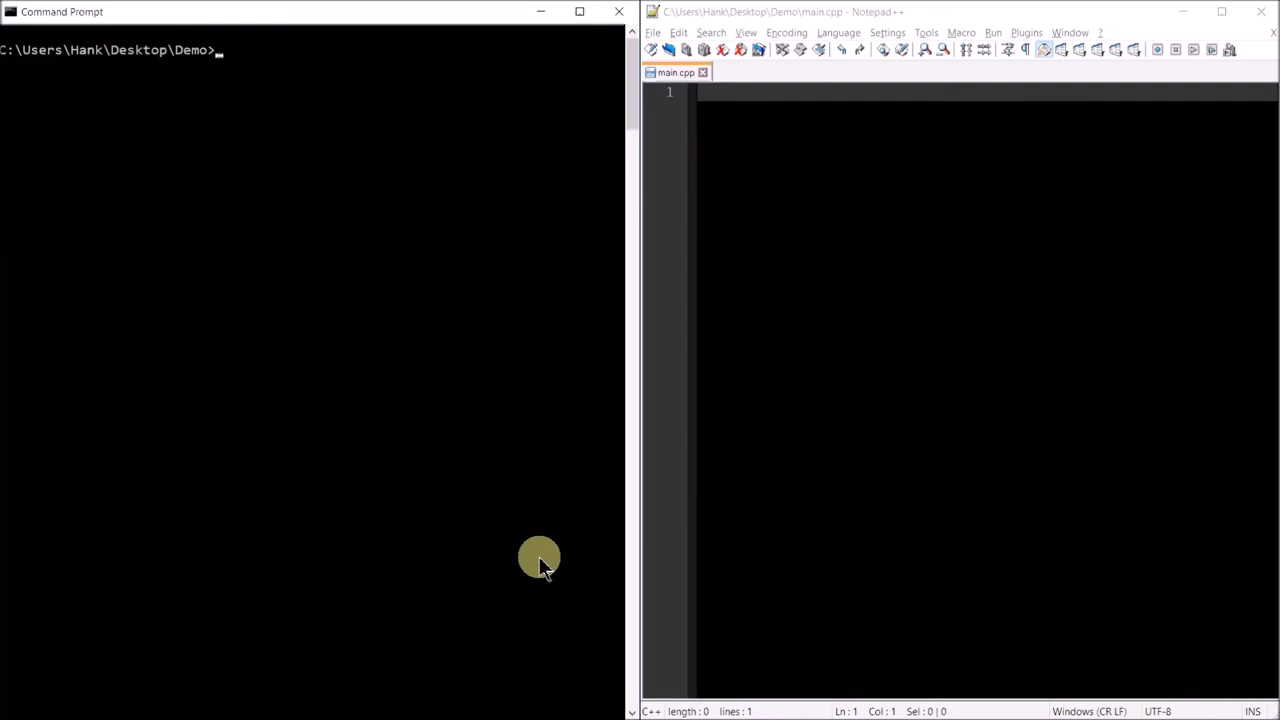 Command Prompt
C:\Users\Hank\Desktop\Demo>
C:\Users\Hank\Desktop\Demo\main.cpp - Notepad++
File Edit Search View Encoding Language Settings Tools Macro Run Plugins Window ? X
main.cpp
1
C++ length : 0 lines : 1 Ln : 1 Col : 1 Sel : 0 | 0 Windows (CR LF) UTF-8 INS